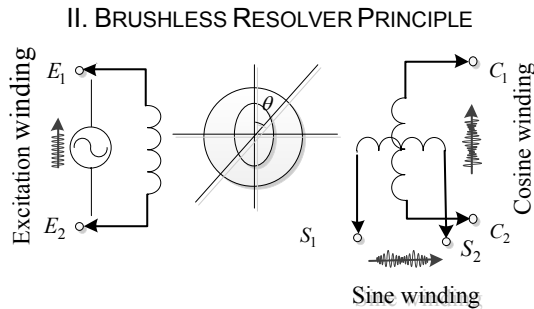 II. BRUSHLESS RESOLVER PRINCIPLE
Excitation winding
E1
E2
θ
S1
S2
C1
C2
Cosine winding
Sine winding